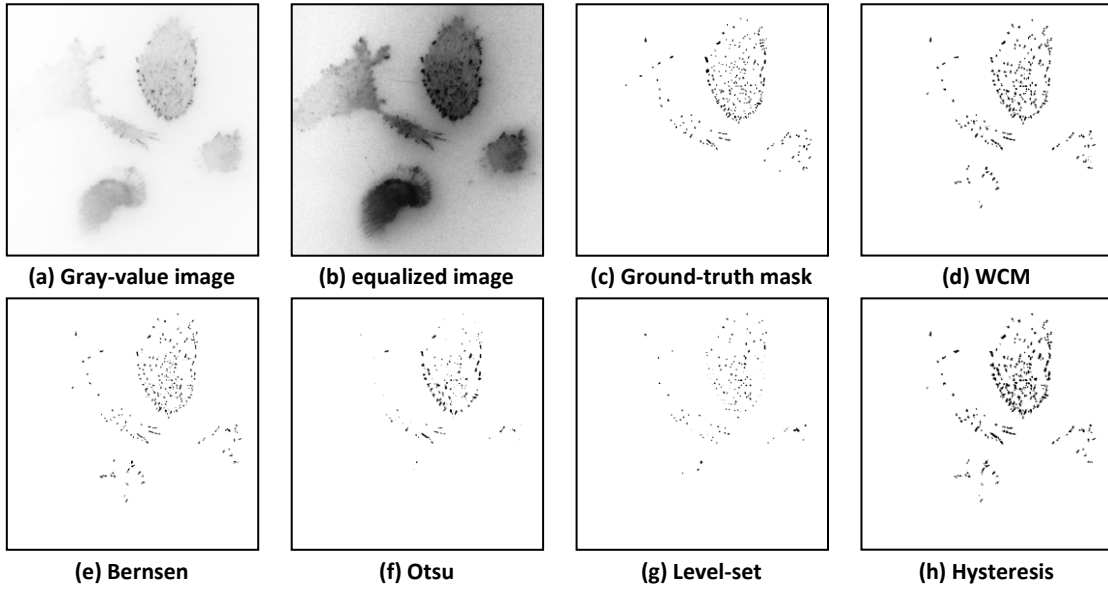 (a) Gray-value image
(b) equalized image
(c) Ground-truth mask
(d) WCM
(e) Bernsen
(f) Otsu
(g) Level-set
(h) Hysteresis